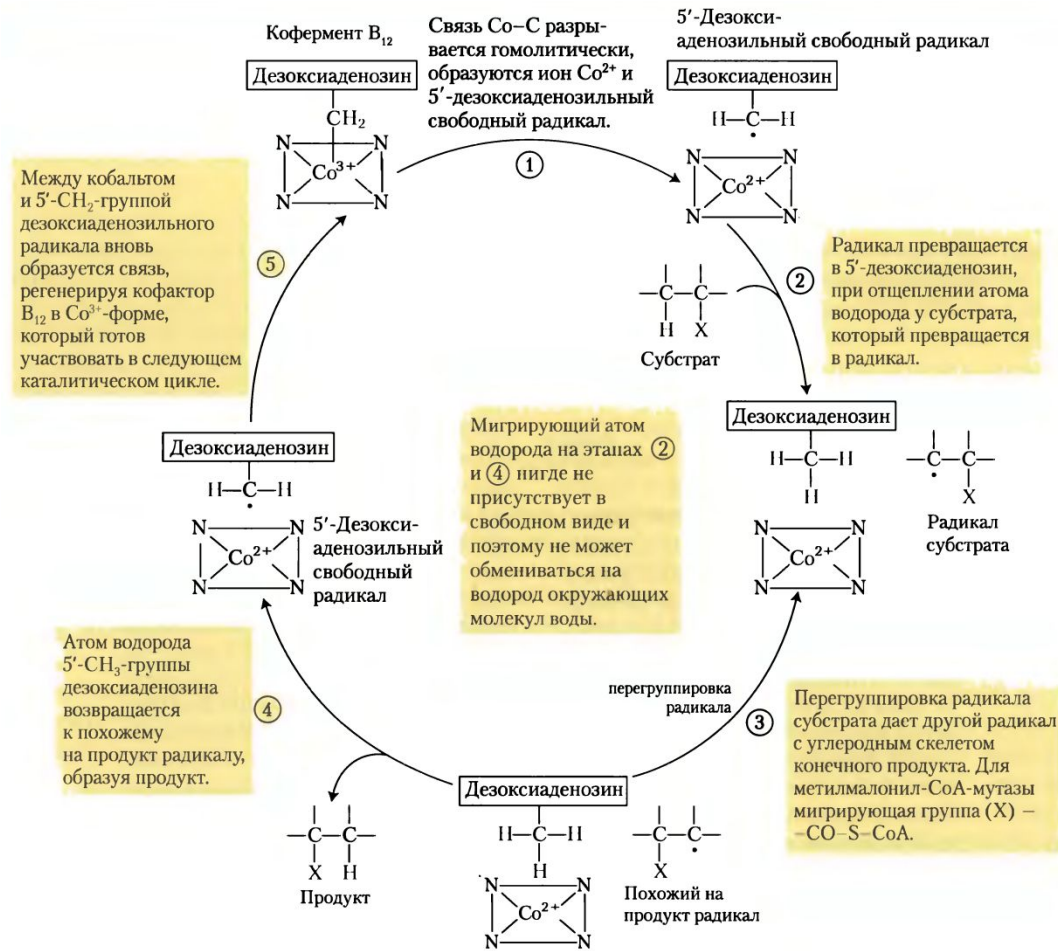 Кофермент B₁₂
Дезоксиаденозин
CH₂
N N
Co³⁺
N N
Связь Co–C разры-
вается гомолитически,
образуются ион Co²⁺ и
5′-дезоксиаденозильный
свободный радикал.
①
5′-Дезокси-
аденозильный свободный радикал
Дезоксиаденозин
H–C–H
N N
Co²⁺
N N
Радикал превращается
в 5′-дезоксиаденозин,
при отщеплении атома
водорода у субстрата,
который превращается
в радикал.
②
–C–C–
H X
Субстрат
Дезоксиаденозин
H–C–H
H
N N
Co²⁺
N N
–C–C–
X
Радикал
субстрата
перегруппировка
радикала
③
Перегруппировка радикала
субстрата дает другой радикал
с углеродным скелетом
конечного продукта. Для
метилмалонил-CoA-мутазы
мигрирующая группа (X) –
–CO–S–CoA.
Дезоксиаденозин
H–C–H
H
N N
Co²⁺
N N
–C–C–
X
Похожий на
продукт радикал
④
Атом водорода
5′-CH₃-группы
дезоксиаденозина
возвращается
к похожему
на продукт радикалу,
образуя продукт.
–C–C–
X H
Продукт
Дезоксиаденозин
H–C–H
N N
Co²⁺
N N
5′-Дезокси-
аденозильный
свободный
радикал
⑤
Между кобальтом
и 5′-CH₂-группой
дезоксиаденозильного
радикала вновь
образуется связь,
регенерируя кофактор
B₁₂ в Co³⁺-форме,
который готов
участвовать в следующем
каталитическом цикле.
Мигрирующий атом
водорода на этапах ②
и ④ нигде не
присутствует в
свободном виде и
поэтому не может
обмениваться на
водород окружающих
молекул воды.